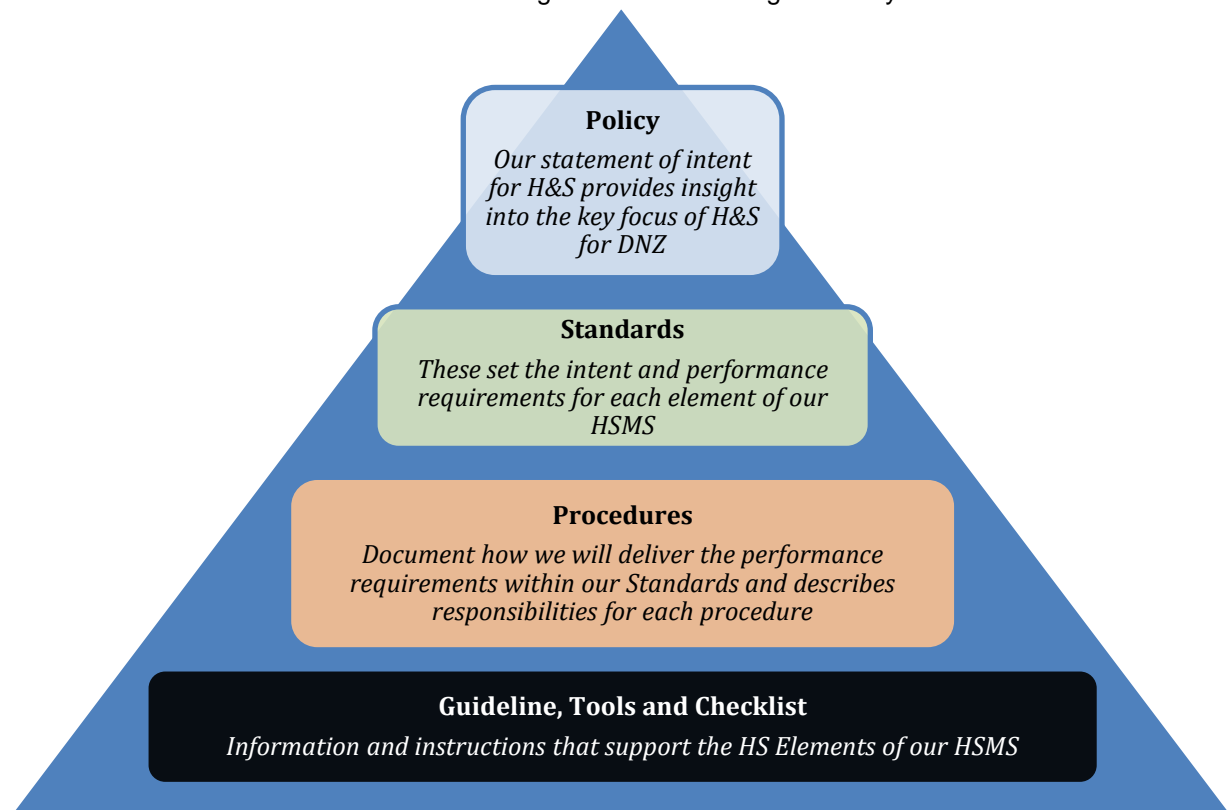 Policy
Our statement of intent
for H&S provides insight
into the key focus of H&S
for DNZ
Standards
These set the intent and performance
requirements for each element of our
HSMS
Procedures
Document how we will deliver the performance
requirements within our Standards and describes
responsibilities for each procedure
Guideline, Tools and Checklist
Information and instructions that support the HS Elements of our HSMS